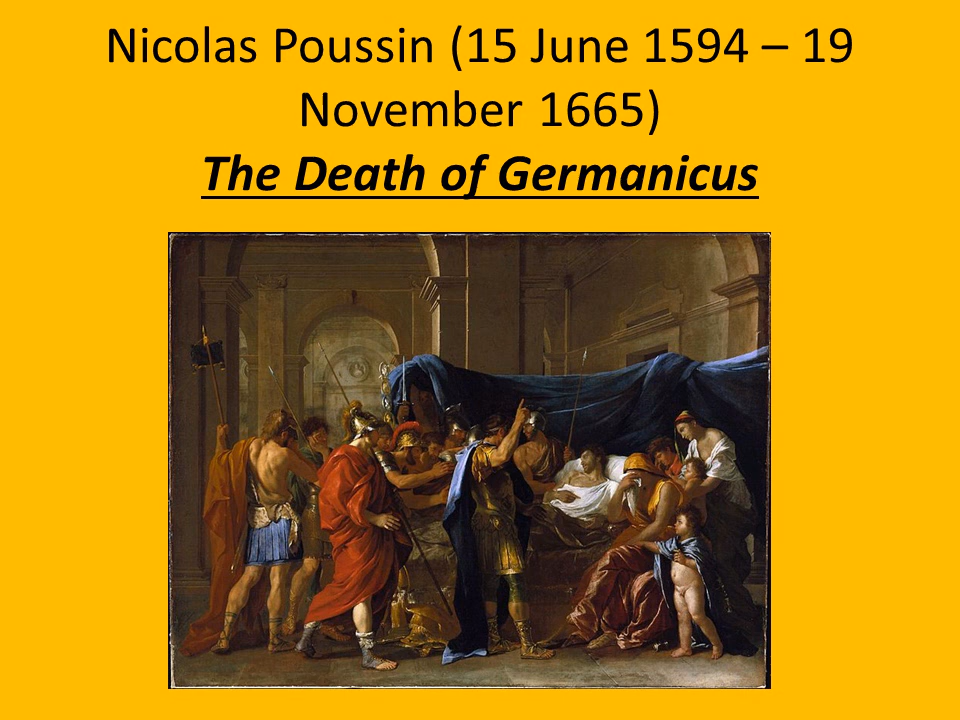 Nicolas Poussin (15 June 1594 – 19
November 1665)
The Death of Germanicus